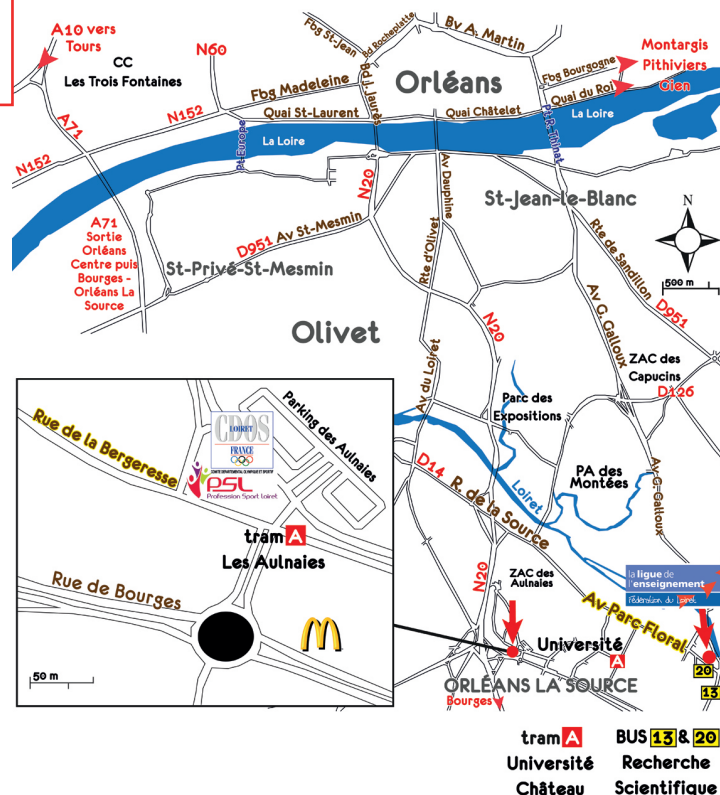 A10 vers
Tours
CC
Les Trois Fontaines
N60
Fbg St-Jean
Bd Rocheplatte
Bv A. Martin
Fbg Bourgogne
Montargis
Pithiviers
Gien
Orléans
Fbg Madeleine
Bd J. Jaurès
Quai du Roi
Quai St-Laurent
Quai Châtelet
N152
A71
N152
Pt Europe
La Loire
Pt R. Thinat
La Loire
N20
Av Dauphine
St-Jean-le-Blanc
N
A71
Sortie
Orléans
Centre puis
Bourges -
Orléans La
Source
D951 Av St-Mesmin
St-Privé-St-Mesmin
Rte d'Olivet
Rte de Sandillon
500 m
D951
Olivet
N20
Av G. Galloux
ZAC des
Capucins
D126
Av du Loiret
Parc des
Expositions
D14
R. de la Source
Loiret
PA des
Montées
Av G. Galloux
N20
ZAC des
Aulnaies
la ligue de
l'enseignement
fédération du Loiret
Av Parc Floral
Université
A
20
13
ORLÉANS LA SOURCE
Bourges
Rue de la Bergeresse
CDOS
LOIRET
FRANCE
COMITE DEPARTEMENTAL OLYMPIQUE ET SPORTIF
PSL
Profession Sport Loiret
Parking des Aulnaies
tram A
Les Aulnaies
Rue de Bourges
50 m
tram A
Université
Château
BUS 13 & 20
Recherche
Scientifique